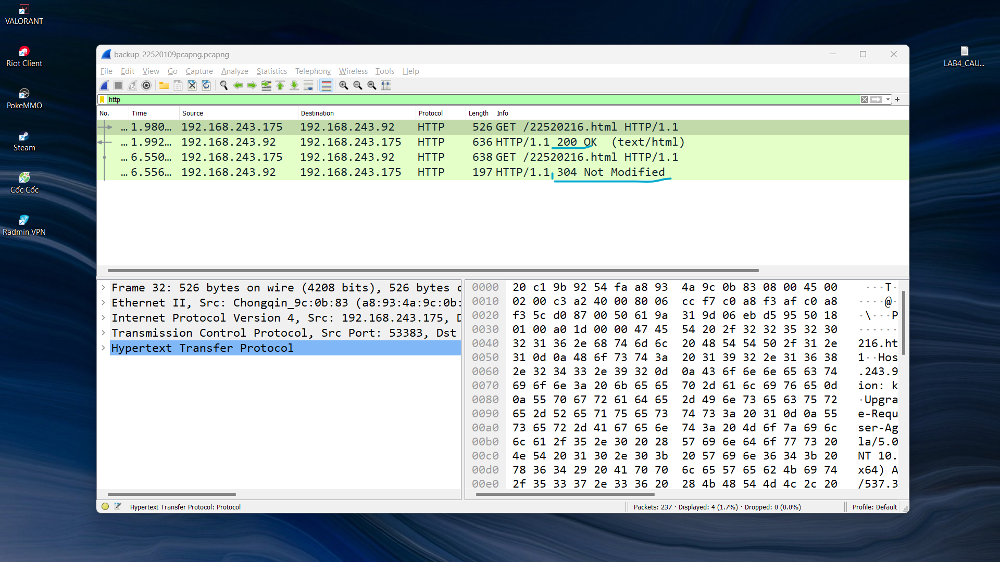 VALORANT
Riot Client
PokeMMO
Steam
Cốc Cốc
Radmin VPN
LAB4_CAU...
backup_22520109pcapng.pcapng
File Edit View Go Capture Analyze Statistics Telephony Wireless Tools Help
http
No. Time Source Destination Protocol Length Info
... 1.980... 192.168.243.175 192.168.243.92 HTTP 526 GET /22520216.html HTTP/1.1
... 1.992... 192.168.243.92 192.168.243.175 HTTP 636 HTTP/1.1 200 OK (text/html)
... 6.550... 192.168.243.175 192.168.243.92 HTTP 638 GET /22520216.html HTTP/1.1
... 6.556... 192.168.243.92 192.168.243.175 HTTP 197 HTTP/1.1 304 Not Modified
Frame 32: 526 bytes on wire (4208 bits), 526 bytes c
Ethernet II, Src: Chongqin_9c:0b:83 (a8:93:4a:9c:0b:
Internet Protocol Version 4, Src: 192.168.243.175, D
Transmission Control Protocol, Src Port: 53383, Dst
Hypertext Transfer Protocol
0000 20 c1 9b 92 54 fa a8 93 4a 9c 0b 83 08 00 45 00 ···T·
0010 02 00 c3 a2 40 00 80 06 cc f7 c0 a8 f3 af c0 a8 ····@·
0020 f3 5c d0 87 00 50 61 9a 31 9d 06 eb d5 95 50 18 ·\···P
0030 01 00 a0 1d 00 00 47 45 54 20 2f 32 32 35 32 30 ······
0040 32 31 36 2e 68 74 6d 6c 20 48 54 54 50 2f 31 2e 216.ht
0050 31 0d 0a 48 6f 73 74 3a 20 31 39 32 2e 31 36 38 1··Hos
0060 2e 32 34 33 2e 39 32 0d 0a 43 6f 6e 6e 65 63 74 .243.9
0070 69 6f 6e 3a 20 6b 65 65 70 2d 61 6c 69 76 65 0d ion: k
0080 0a 55 70 67 72 61 64 65 2d 49 6e 73 65 63 75 72 ·Upgra
0090 65 2d 52 65 71 75 65 73 74 73 3a 20 31 0d 0a 55 e-Requ
00a0 73 65 72 2d 41 67 65 6e 74 3a 20 4d 6f 7a 69 6c ser-Ag
00b0 6c 61 2f 35 2e 30 20 28 57 69 6e 64 6f 77 73 20 la/5.0
00c0 4e 54 20 31 30 2e 30 3b 20 57 69 6e 36 34 3b 20 NT 10.
00d0 78 36 34 29 20 41 70 70 6c 65 57 65 62 4b 69 74 x64) A
00e0 2f 35 33 37 2e 33 36 20 28 4b 48 54 4d 4c 2c 20 /537.3
Hypertext Transfer Protocol: Protocol
Packets: 237 · Displayed: 4 (1.7%) · Dropped: 0 (0.0%)
Profile: Default